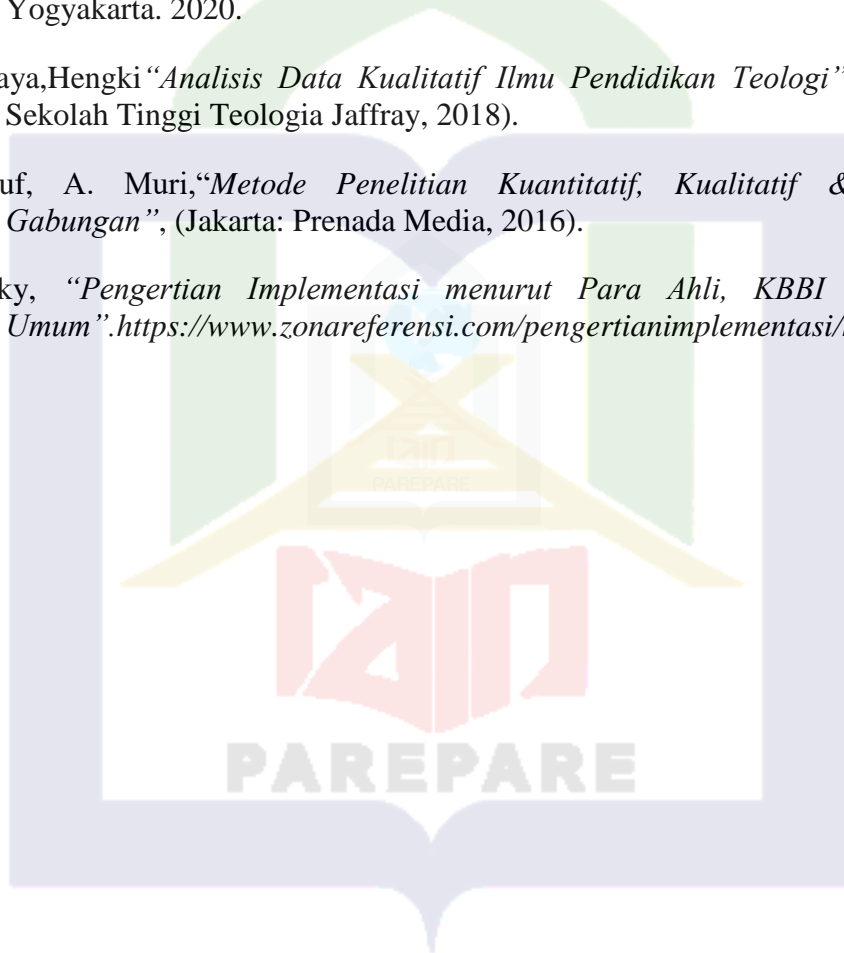 Yogyakarta. 2020.
aya,Hengki“Analisis Data Kualitatif Ilmu Pendidikan Teologi”
Sekolah Tinggi Teologia Jaffray, 2018).
uf, A. Muri,“Metode Penelitian Kuantitatif, Kualitatif &
Gabungan”, (Jakarta: Prenada Media, 2016).
ky, “Pengertian Implementasi menurut Para Ahli, KBBI
Umum”.https://www.zonareferensi.com/pengertianimplementasi/
PAREPARE
PAREPARE